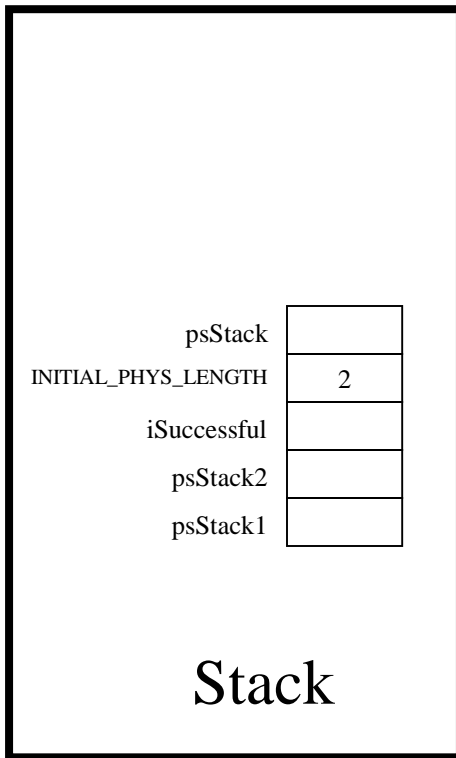 psStack
INITIAL_PHYS_LENGTH 2
iSuccessful
psStack2
psStack1
Stack